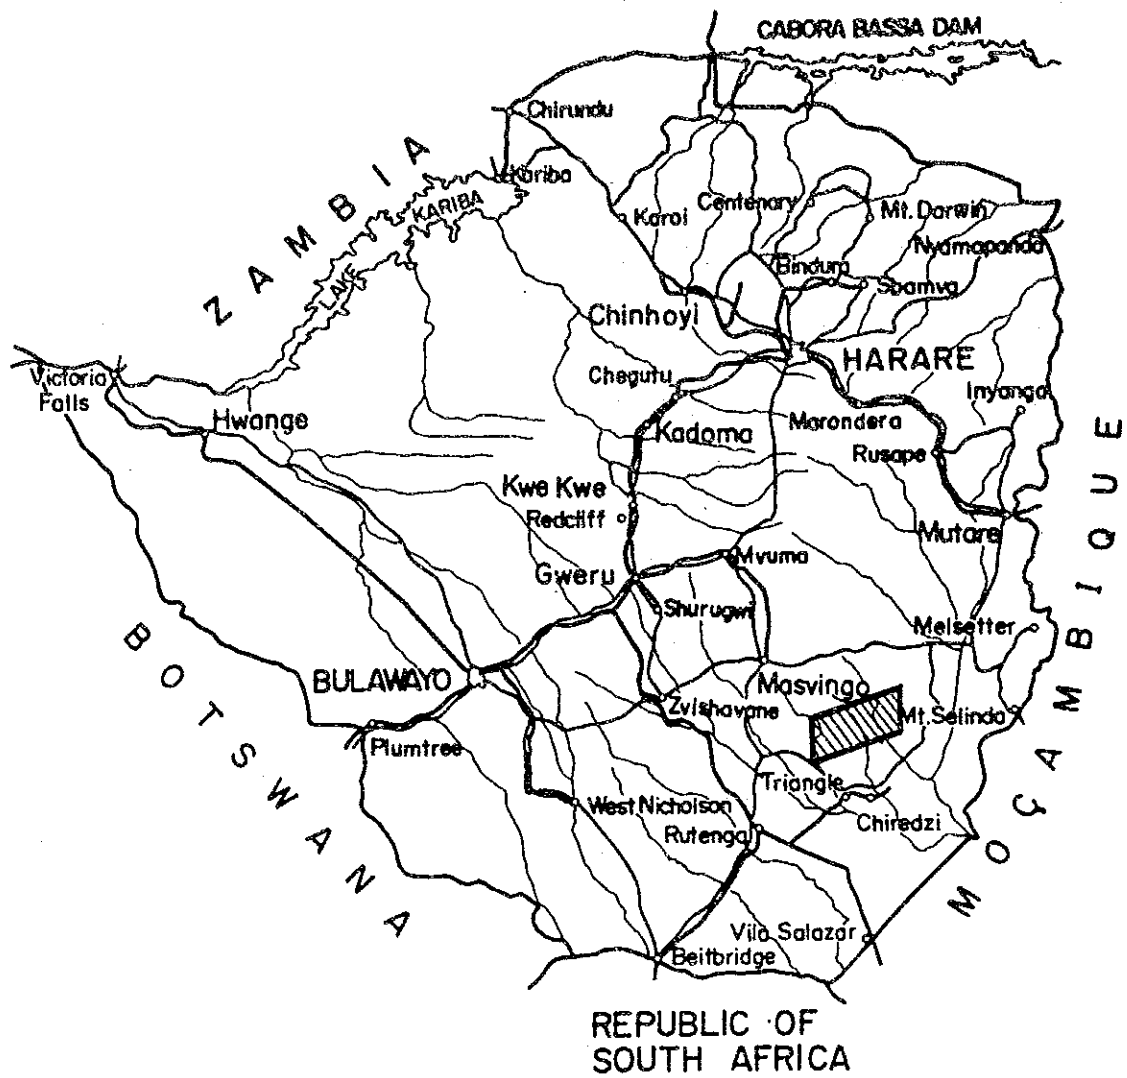 CABORA BASSA DAM
Chirundu
ZAMBIA
Kariba
LAKE KARIBA
Karoi
Centenary
Mt. Darwin
Nyamapanda
Bindura
Shamva
Chinhoyi
HARARE
Victoria
Falls
Chegutu
Inyanga
Hwange
Kadoma
Marondera
Rusape
Kwe Kwe
Redcliff
Mutare
Gweru
Mvuma
Shurugwi
Melsetter
MOÇAMBIQUE
BOTSWANA
BULAWAYO
Masvingo
Zvishavane
Mt. Selinda
Plumtree
Triangle
West Nicholson
Chiredzi
Rutenga
Vila Salazar
Beitbridge
REPUBLIC OF
SOUTH AFRICA